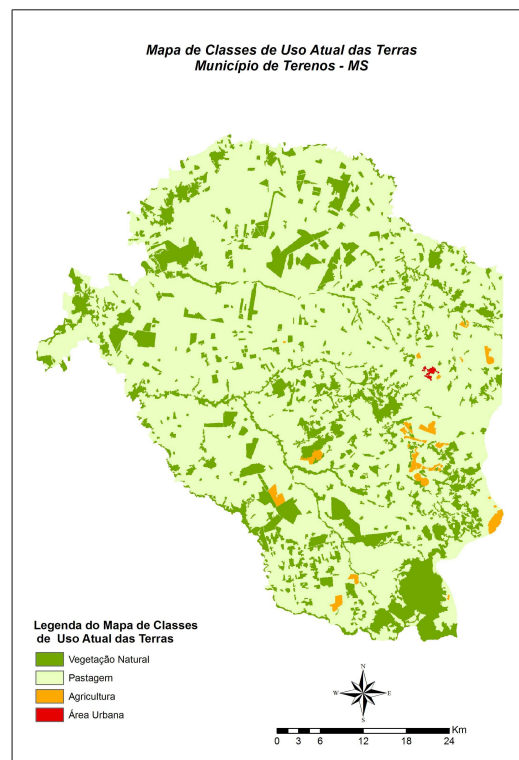 Mapa de Classes de Uso Atual das Terras
Município de Terenos - MS
Legenda do Mapa de Classes
de Uso Atual das Terras
Vegetação Natural
Pastagem
Agricultura
Área Urbana
N
W E
S
Km
0 3 6 12 18 24